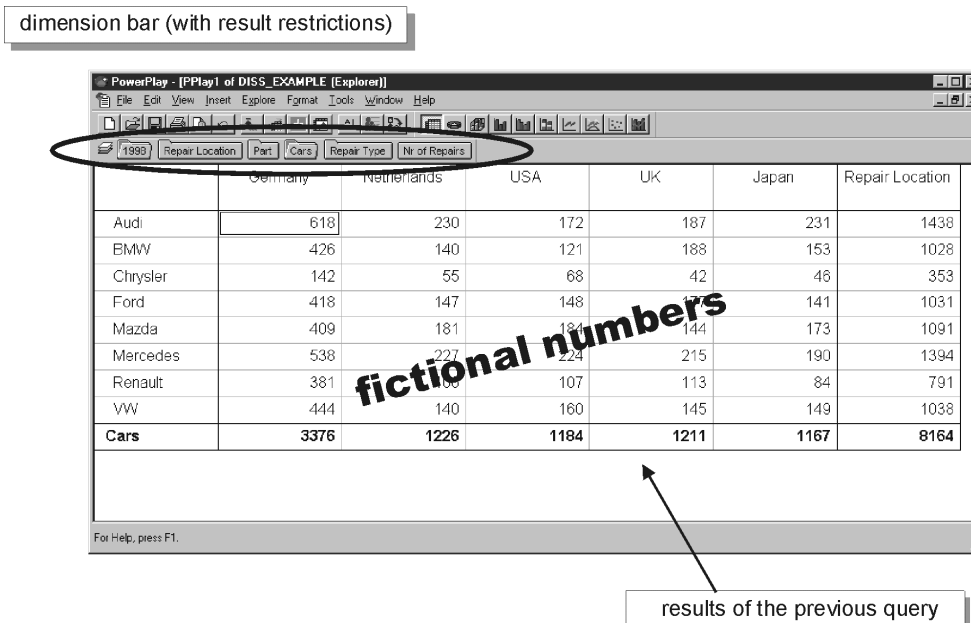 dimension bar (with result restrictions)
PowerPlay - [PPlay1 of DISS_EXAMPLE (Explorer)]
File Edit View Insert Explore Format Tools Window Help
1998 Repair Location Part Cars Repair Type Nr of Repairs
Germany Netherlands USA UK Japan Repair Location
Audi 618 230 172 187 231 1438
BMW 426 140 121 188 153 1028
Chrysler 142 55 68 42 46 353
Ford 418 147 148 177 141 1031
Mazda 409 181 184 144 173 1091
Mercedes 538 227 224 215 190 1394
Renault 381 107 113 84 791
VW 444 140 160 145 149 1038
Cars 3376 1226 1184 1211 1167 8164
fictional numbers
For Help, press F1.
results of the previous query